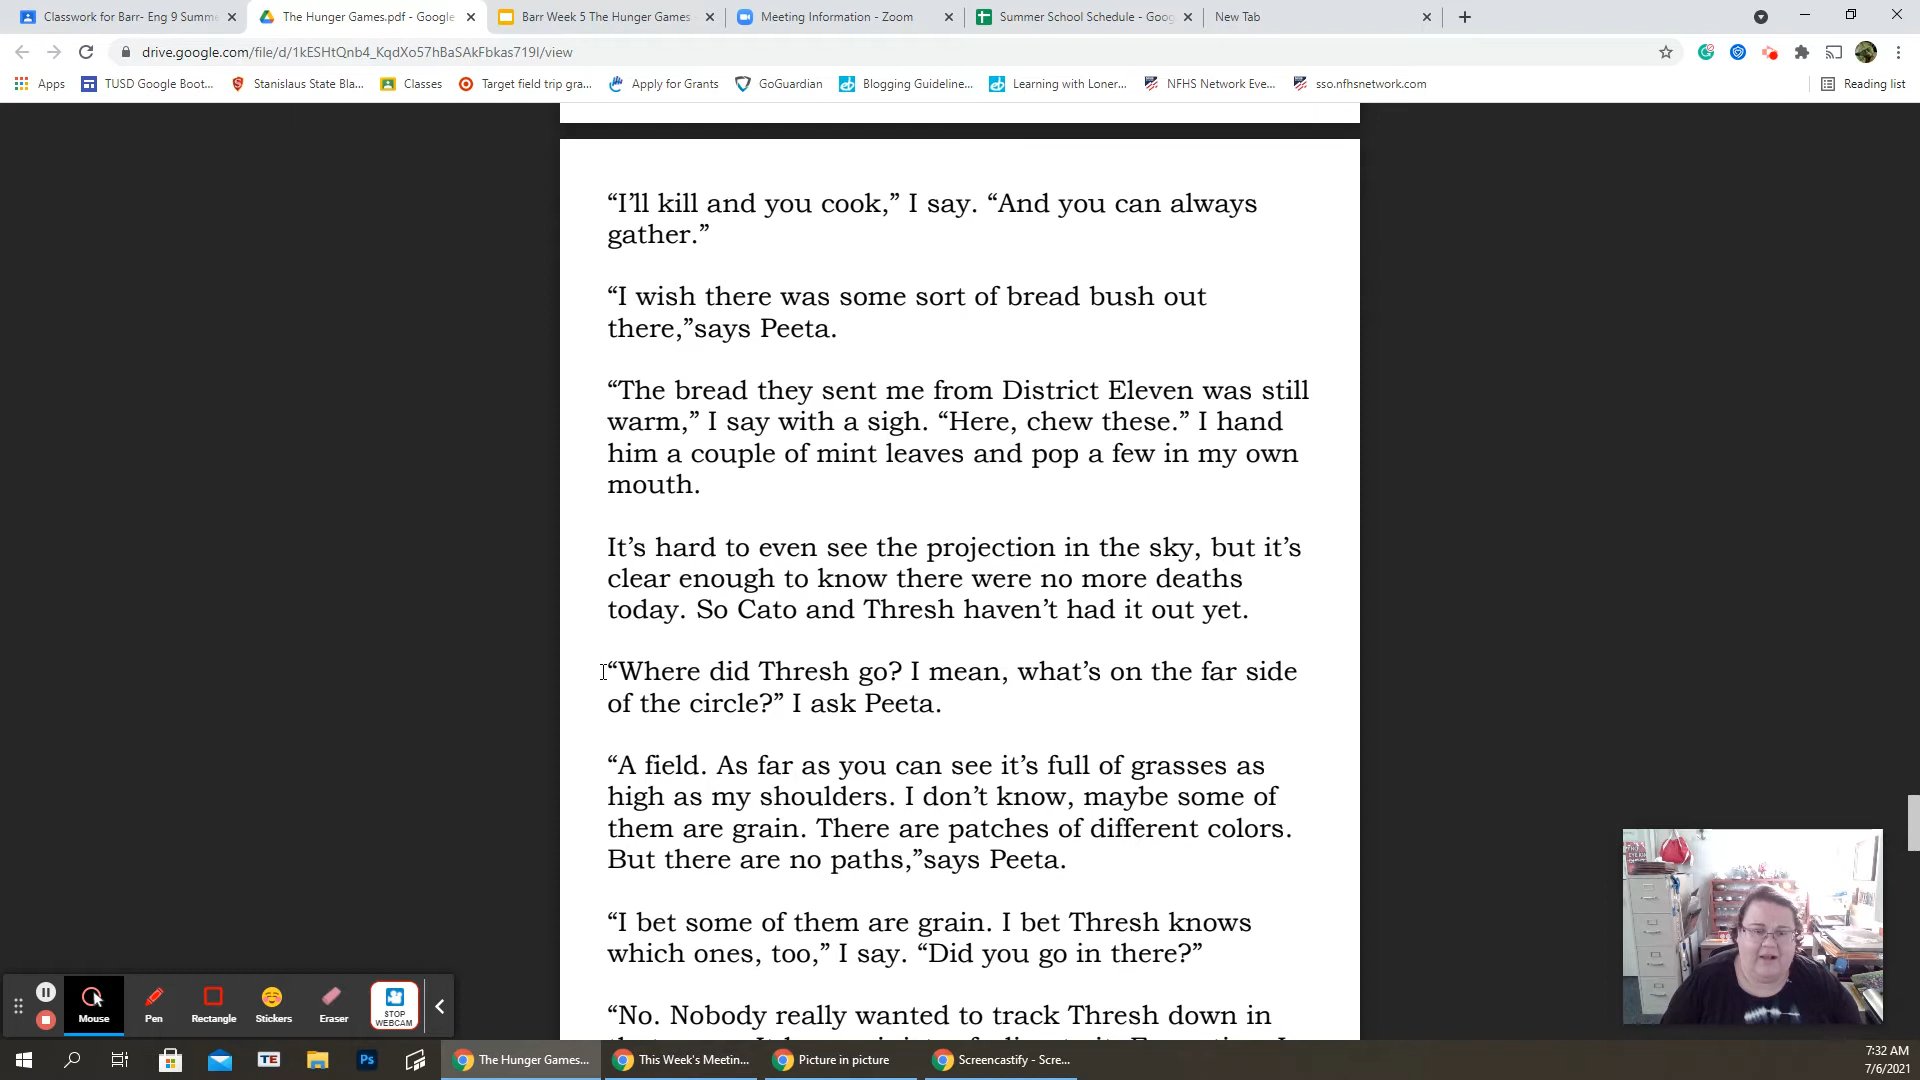 Classwork for Barr- Eng 9 Summe
The Hunger Games.pdf - Google
Barr Week 5 The Hunger Games
Meeting Information - Zoom
Summer School Schedule - Goog
New Tab
drive.google.com/file/d/1kESHtQnb4_KqdXo57hBaSAkFbkas719I/view
Apps
TUSD Google Boot...
Stanislaus State Bla...
Classes
Target field trip gra...
Apply for Grants
GoGuardian
Blogging Guideline...
Learning with Loner...
NFHS Network Eve...
sso.nfhsnetwork.com
Reading list
“I’ll kill and you cook,” I say. “And you can always
gather.”
“I wish there was some sort of bread bush out
there,”says Peeta.
“The bread they sent me from District Eleven was still
warm,” I say with a sigh. “Here, chew these.” I hand
him a couple of mint leaves and pop a few in my own
mouth.
It’s hard to even see the projection in the sky, but it’s
clear enough to know there were no more deaths
today. So Cato and Thresh haven’t had it out yet.
“Where did Thresh go? I mean, what’s on the far side
of the circle?” I ask Peeta.
“A field. As far as you can see it’s full of grasses as
high as my shoulders. I don’t know, maybe some of
them are grain. There are patches of different colors.
But there are no paths,”says Peeta.
“I bet some of them are grain. I bet Thresh knows
which ones, too,” I say. “Did you go in there?”
“No. Nobody really wanted to track Thresh down in
Mouse
Pen
Rectangle
Stickers
Eraser
STOP
WEBCAM
TE
Ps
The Hunger Games...
This Week's Meetin...
Picture in picture
Screencastify - Scre...
7:32 AM
7/6/2021